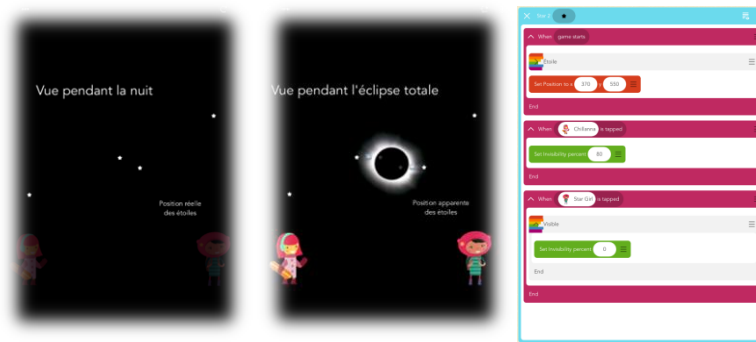 Vue pendant la nuit
Position réelle
des étoiles
Vue pendant l'éclipse totale
Position apparente
des étoiles
When game starts
Etoile
Set Position to x 370 y 550
End
When Chillanna is tapped
Set Invisibility percent 80
End
When Star Girl is tapped
Visible
Set Invisibility percent 0
End
End